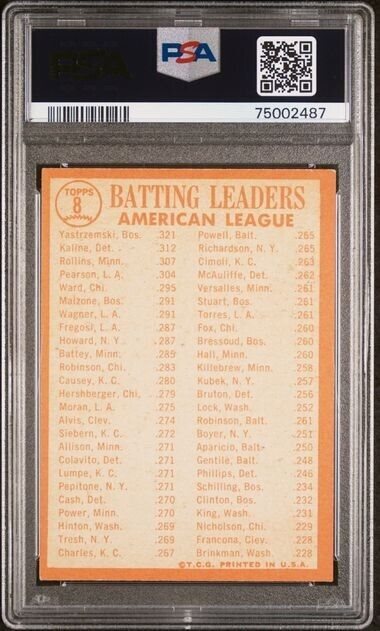 PSA
PSA
75002487
TOPPS
8
BATTING LEADERS
AMERICAN LEAGUE
Yastrzemski, Bos. .321
Kaline, Det. .312
Rollins, Minn. .307
Pearson, L. A. .304
Ward, Chi. .295
Malzone, Bos. .291
Wagner, L. A. .291
Fregosi, L. A. .287
Howard, N. Y. .287
Battey, Minn. .285
Robinson, Chi. .283
Causey, K. C. .280
Hershberger, Chi. .279
Moran, L. A. .275
Alvis, Clev. .274
Siebern, K. C. .272
Allison, Minn. .271
Colavito, Det. .271
Lumpe, K. C. .271
Pepitone, N. Y. .271
Cash, Det. .270
Power, Minn. .270
Hinton, Wash. .269
Tresh, N. Y. .269
Charles, K. C. .267
Powell, Balt. .265
Richardson, N. Y. .265
Cimoli, K. C. .263
McAuliffe, Det. .262
Versalles, Minn. .261
Stuart, Bos. .261
Torres, L. A. .261
Fox, Chi. .260
Bressoud, Bos. .260
Hall, Minn. .260
Killebrew, Minn. .258
Kubek, N. Y. .257
Bruton, Det. .256
Lock, Wash. .252
Robinson, Balt. .251
Boyer, N. Y. .251
Aparicio, Balt. .250
Gentile, Balt. .248
Phillips, Det. .246
Schilling, Bos. .234
Clinton, Bos. .232
King, Wash. .231
Nicholson, Chi. .229
Francona, Clev. .228
Brinkman, Wash. .228
©T.C.G. PRINTED IN U.S.A.